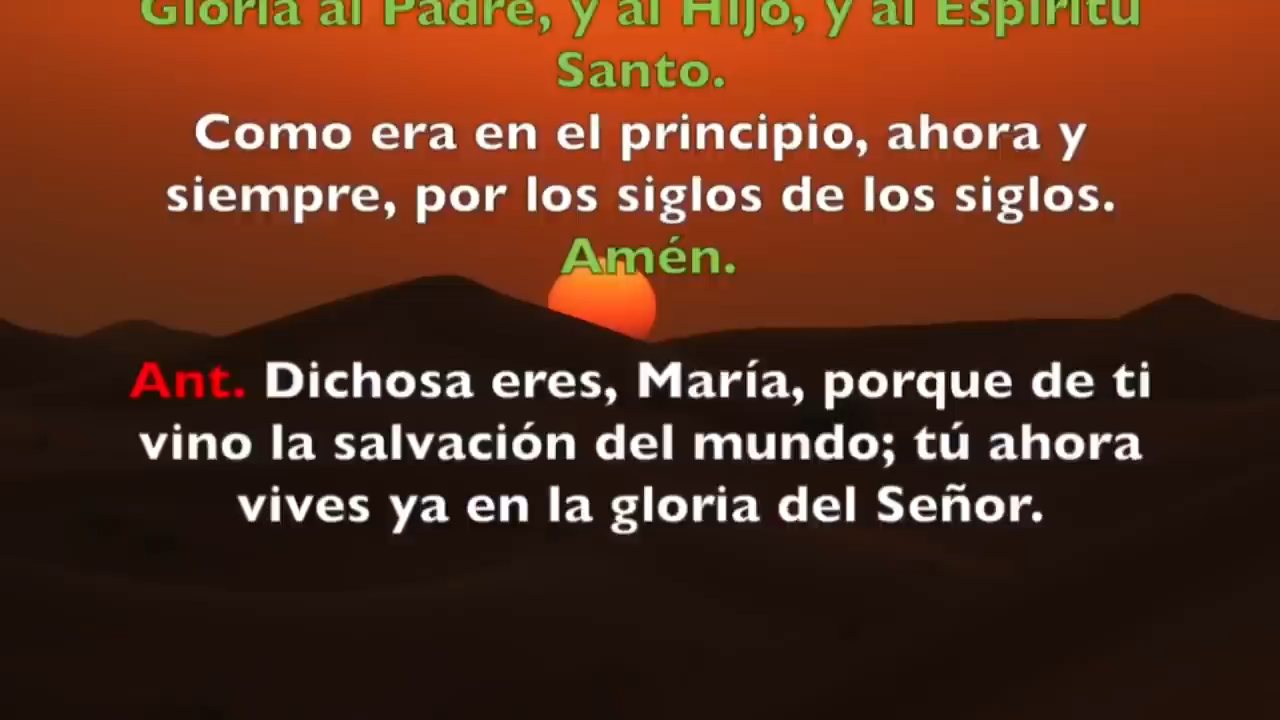 Gloria al Padre, y al Hijo, y al Espíritu
Santo.
Como era en el principio, ahora y
siempre, por los siglos de los siglos.
Amén.
Ant. Dichosa eres, María, porque de ti
vino la salvación del mundo; tú ahora
vives ya en la gloria del Señor.